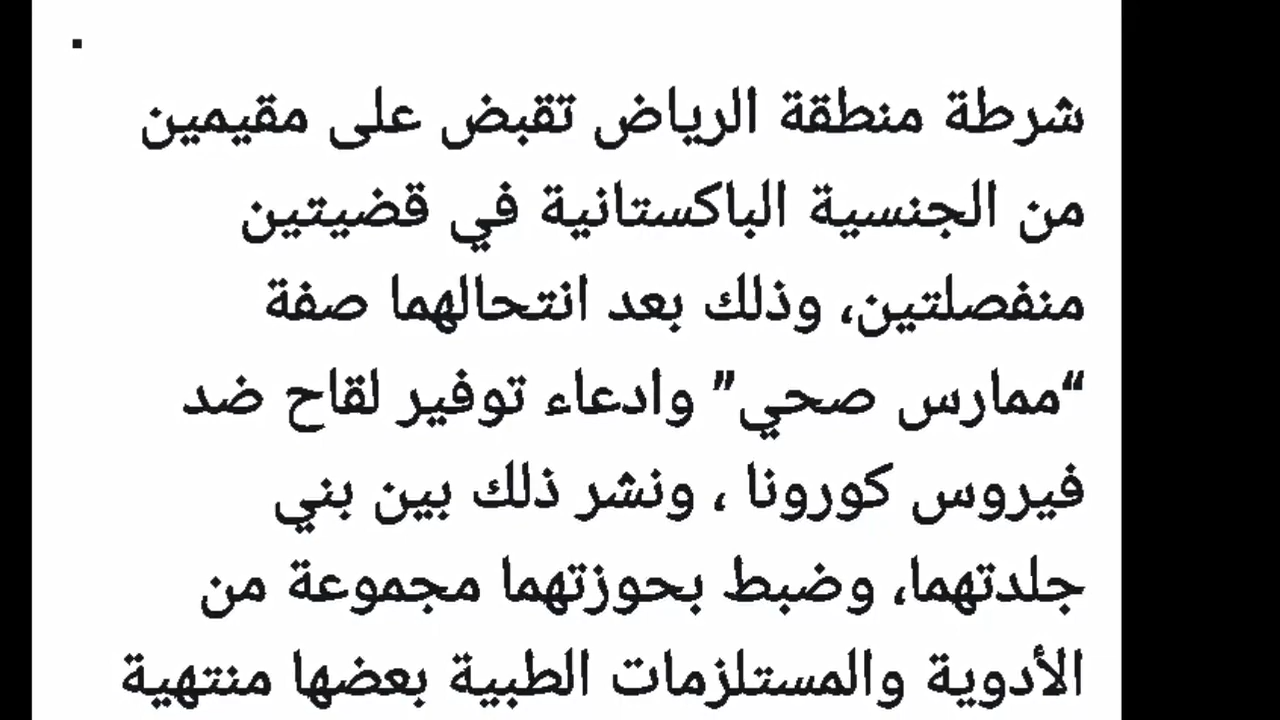 شرطة منطقة الرياض تقبض على مقيمين
من الجنسية الباكستانية في قضيتين
منفصلتين، وذلك بعد انتحالهما صفة
“ممارس صحي” وادعاء توفير لقاح ضد
فيروس كورونا ، ونشر ذلك بين بني
جلدتهما، وضبط بحوزتهما مجموعة من
الأدوية والمستلزمات الطبية بعضها منتهية